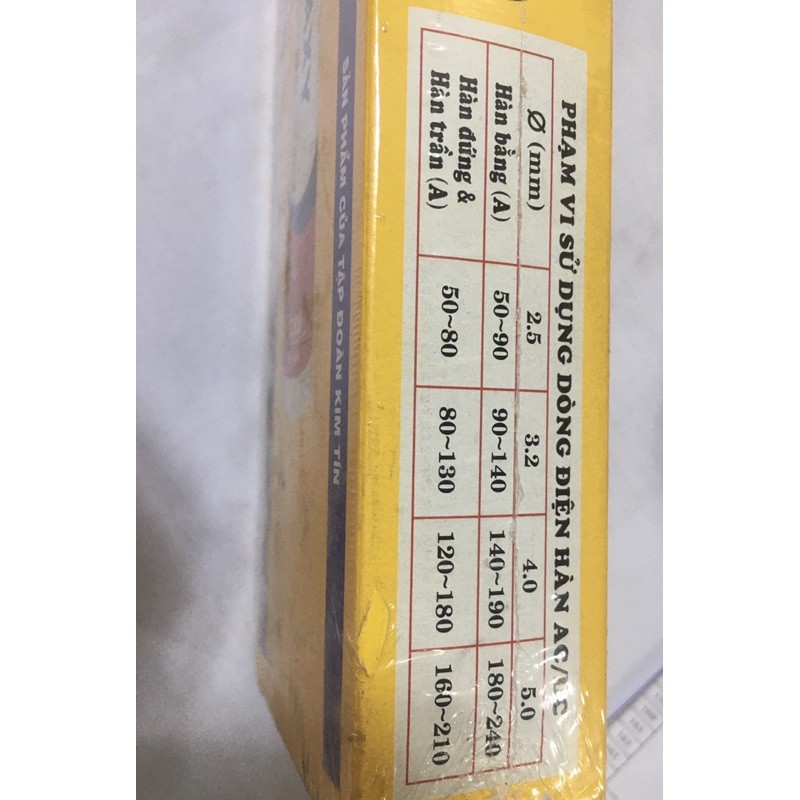 PHẠM VI SỬ DỤNG DÒNG ĐIỆN HÀN AC/DC
Ø (mm) 2.5 3.2 4.0 5.0
Hàn bằng (A) 50~90 90~140 140~190 180~240
Hàn đứng & Hàn trần (A) 50~80 80~130 120~180 160~210
SẢN PHẨM CỦA TẬP ĐOÀN KIM TÍN